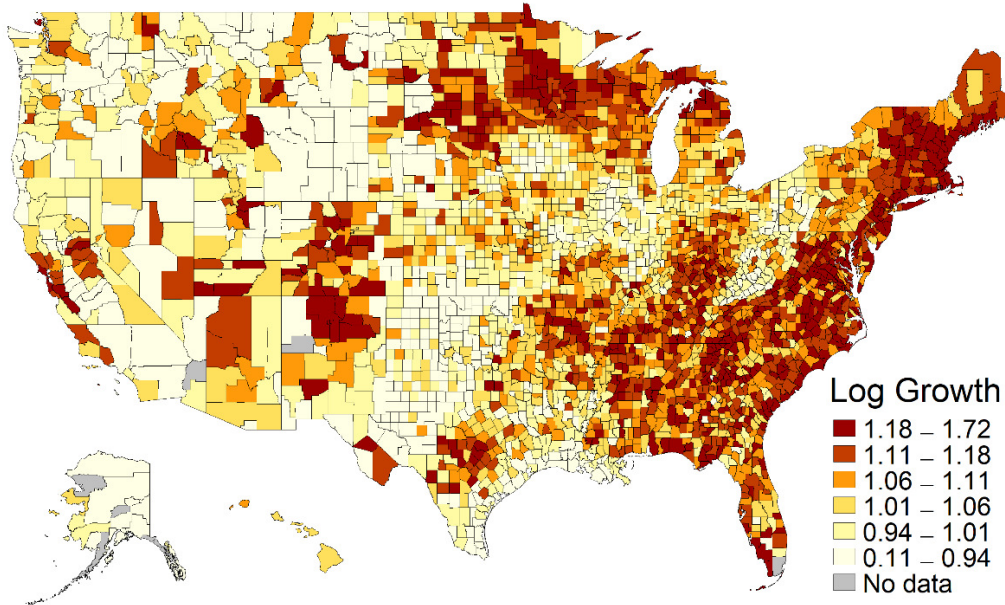 Log Growth
1.18 – 1.72
1.11 – 1.18
1.06 – 1.11
1.01 – 1.06
0.94 – 1.01
0.11 – 0.94
No data